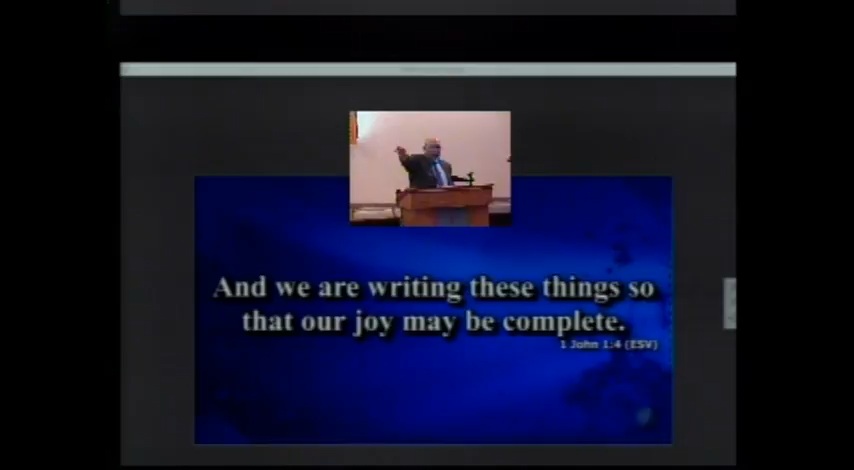 And we are writing these things so
that our joy may be complete.
1 John 1:4 (ESV)